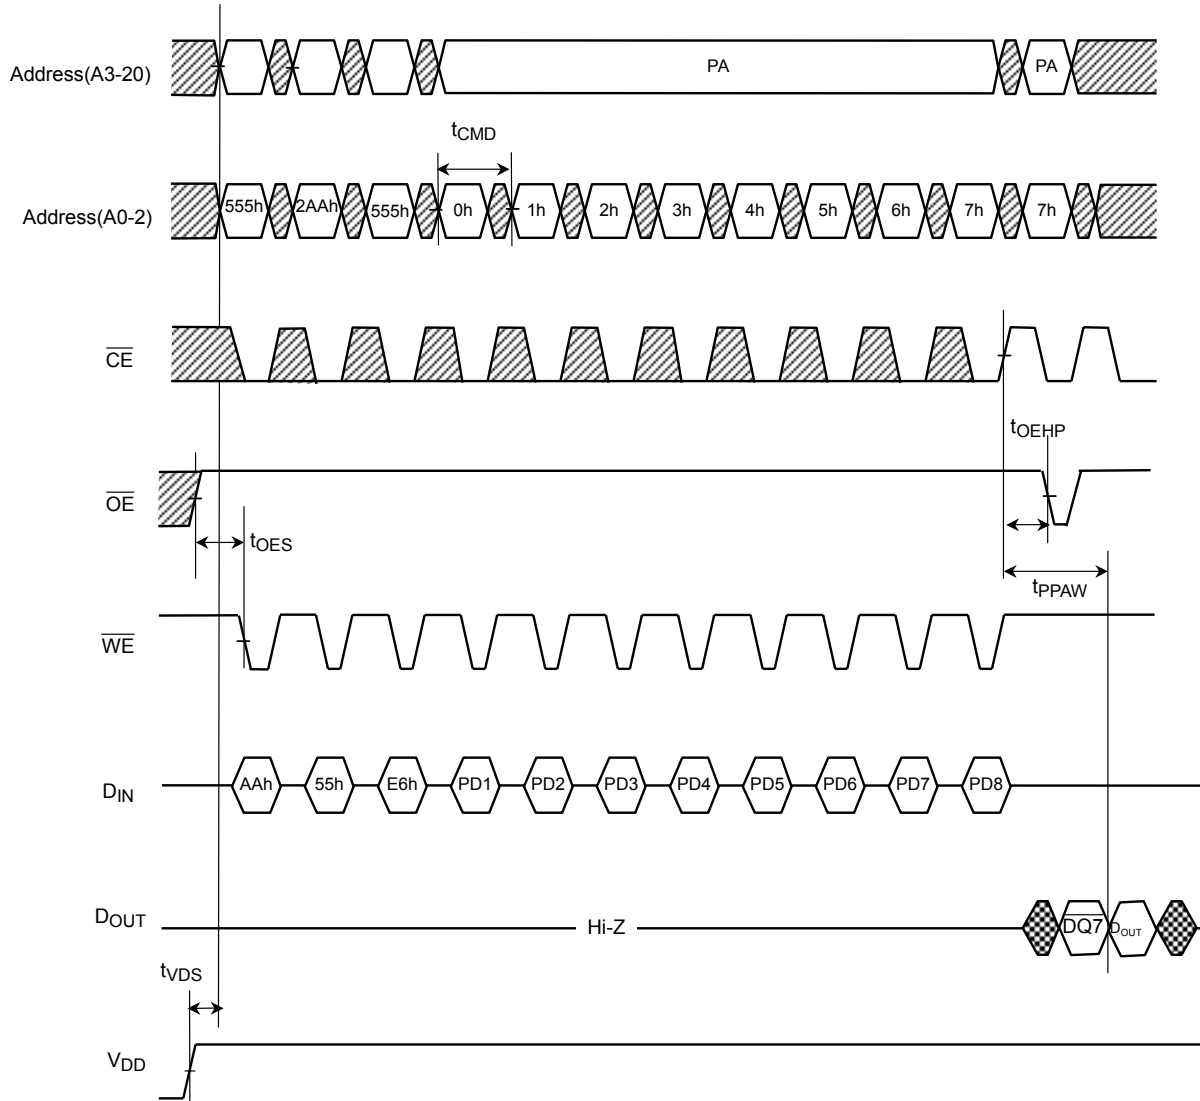 Address(A3-20) PA PA
tCMD
Address(A0-2) 555h 2AAh 555h 0h 1h 2h 3h 4h 5h 6h 7h 7h
CE
tOEHP
OE
tOES
tPPAW
WE
DIN AAh 55h E6h PD1 PD2 PD3 PD4 PD5 PD6 PD7 PD8
DOUT Hi-Z DQ7 DOUT
tVDS
VDD